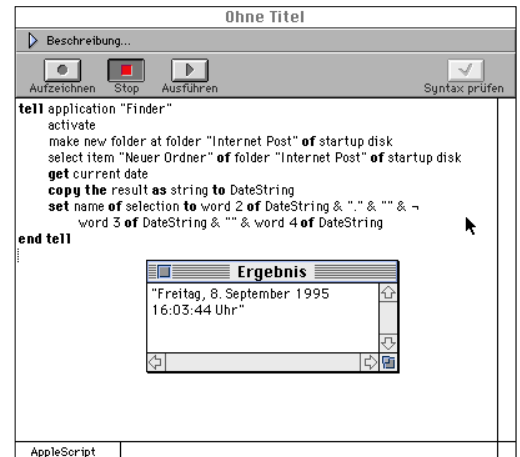 Ohne Titel
Beschreibung...
Aufzeichnen Stop Ausführen Syntax prüfen
tell application "Finder"
activate
make new folder at folder "Internet Post" of startup disk
select item "Neuer Ordner" of folder "Internet Post" of startup disk
get current date
copy the result as string to DateString
set name of selection to word 2 of DateString & "." & "" & ¬
word 3 of DateString & "" & word 4 of DateString
end tell
Ergebnis
"Freitag, 8. September 1995
16:03:44 Uhr"
AppleScript